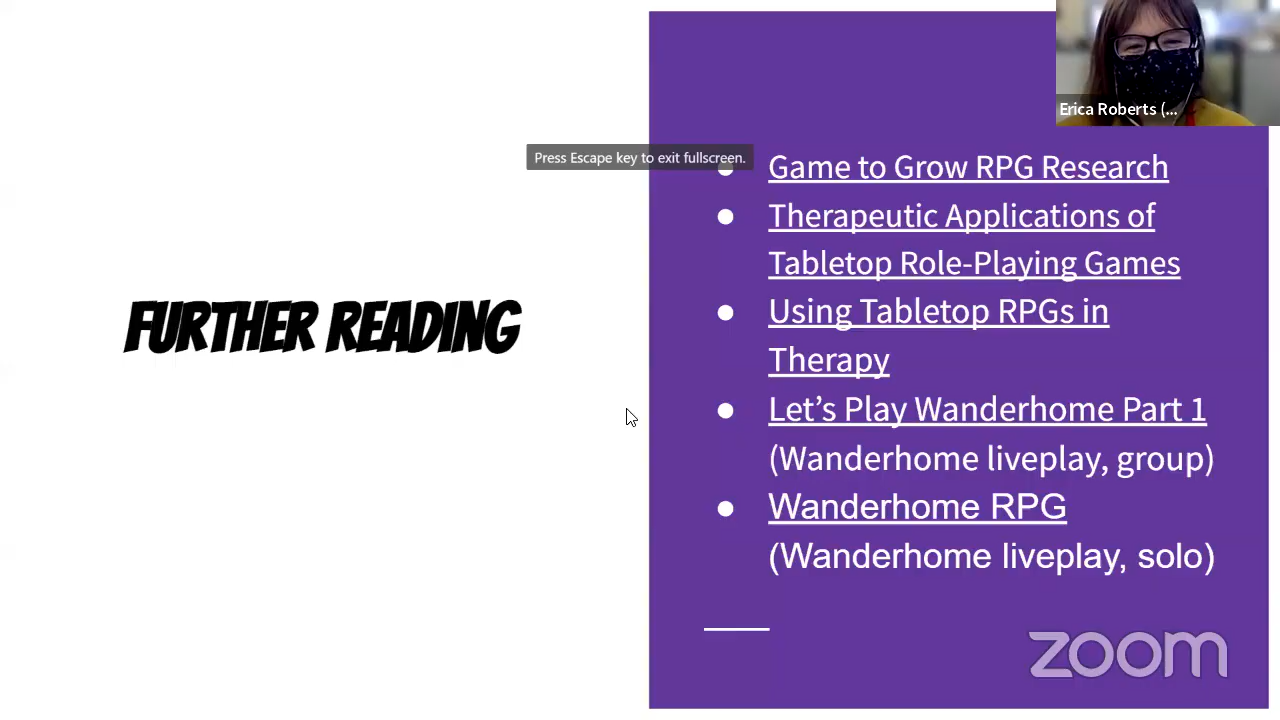 Erica Roberts (...
Press Escape key to exit fullscreen.
FURTHER READING
● Game to Grow RPG Research
● Therapeutic Applications of
Tabletop Role-Playing Games
● Using Tabletop RPGs in
Therapy
● Let’s Play Wanderhome Part 1
(Wanderhome liveplay, group)
● Wanderhome RPG
(Wanderhome liveplay, solo)
zoom